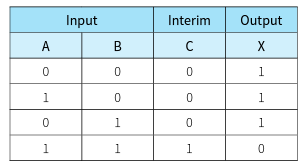 Input Interim Output
A B C X
0 0 0 1
1 0 0 1
0 1 0 1
1 1 1 0